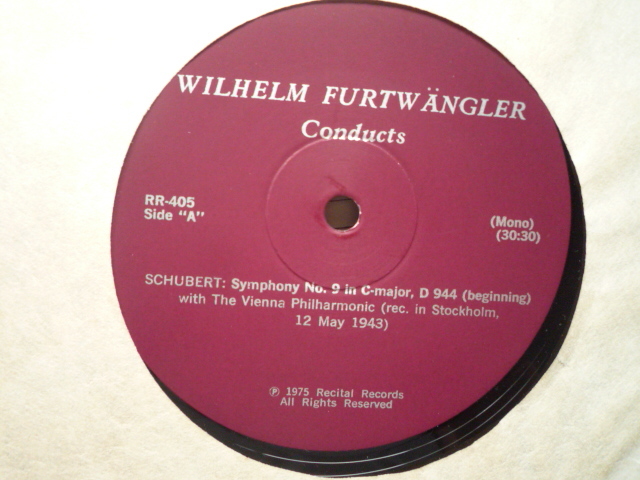 WILHELM FURTWÄNGLER
Conducts
RR-405
Side "A"
(Mono)
(30:30)
SCHUBERT: Symphony No. 9 in C-major, D 944 (beginning)
with The Vienna Philharmonic (rec. in Stockholm,
12 May 1943)
℗ 1975 Recital Records
All Rights Reserved